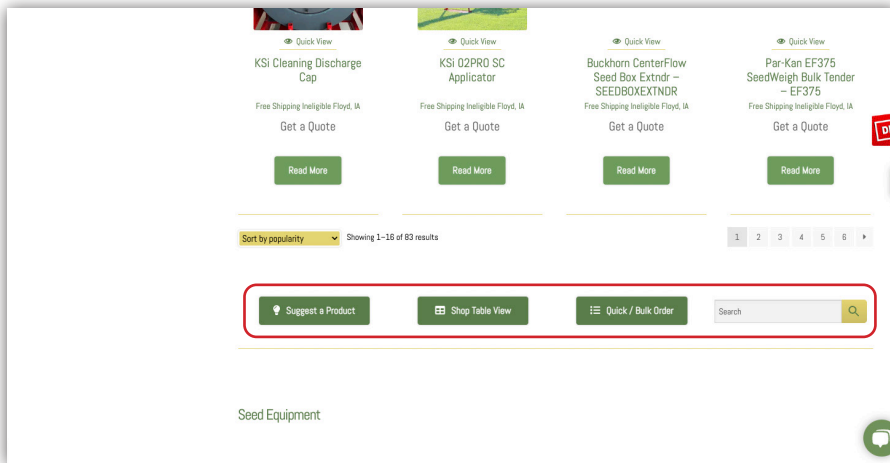 Quick View
Quick View
Quick View
Quick View
KSi Cleaning Discharge
Cap
KSi 02PRO SC
Applicator
Buckhorn CenterFlow
Seed Box Extndr –
SEEDBOXEXTNDR
Par-Kan EF375
SeedWeigh Bulk Tender
– EF375
Free Shipping Ineligible Floyd, IA
Free Shipping Ineligible Floyd, IA
Free Shipping Ineligible Floyd, IA
Free Shipping Ineligible Floyd, IA
Get a Quote
Get a Quote
Get a Quote
Get a Quote
Read More
Read More
Read More
Read More
Sort by popularity
Showing 1–16 of 83 results
1 2 3 4 5 6
Suggest a Product
Shop Table View
Quick / Bulk Order
Search
Seed Equipment